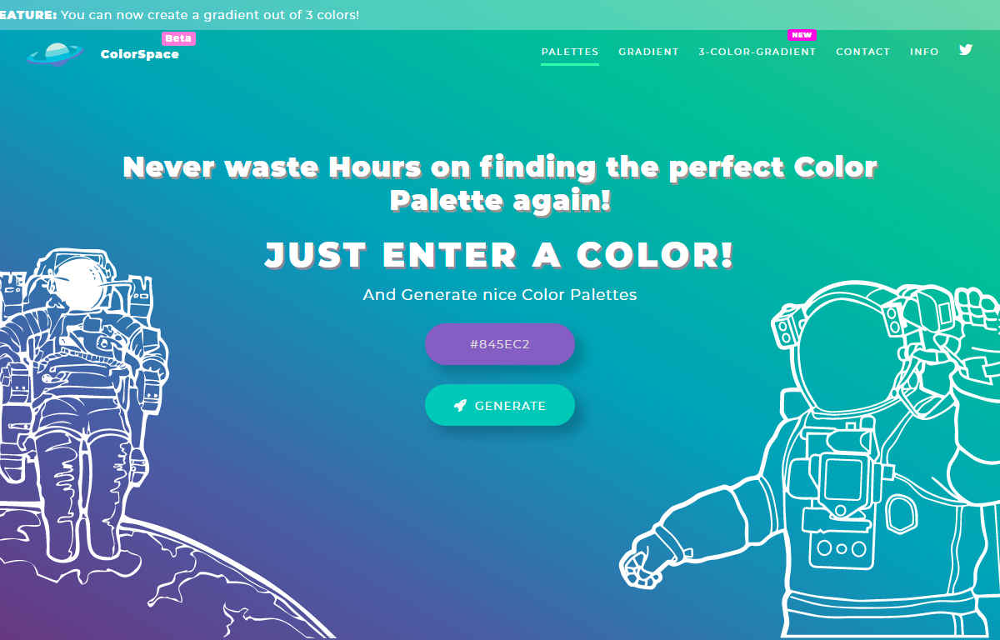 EATURE: You can now create a gradient out of 3 colors!
Beta
ColorSpace
NEW
PALETTES GRADIENT 3-COLOR-GRADIENT CONTACT INFO
Never waste Hours on finding the perfect Color
Palette again!
JUST ENTER A COLOR!
And Generate nice Color Palettes
#845EC2
GENERATE